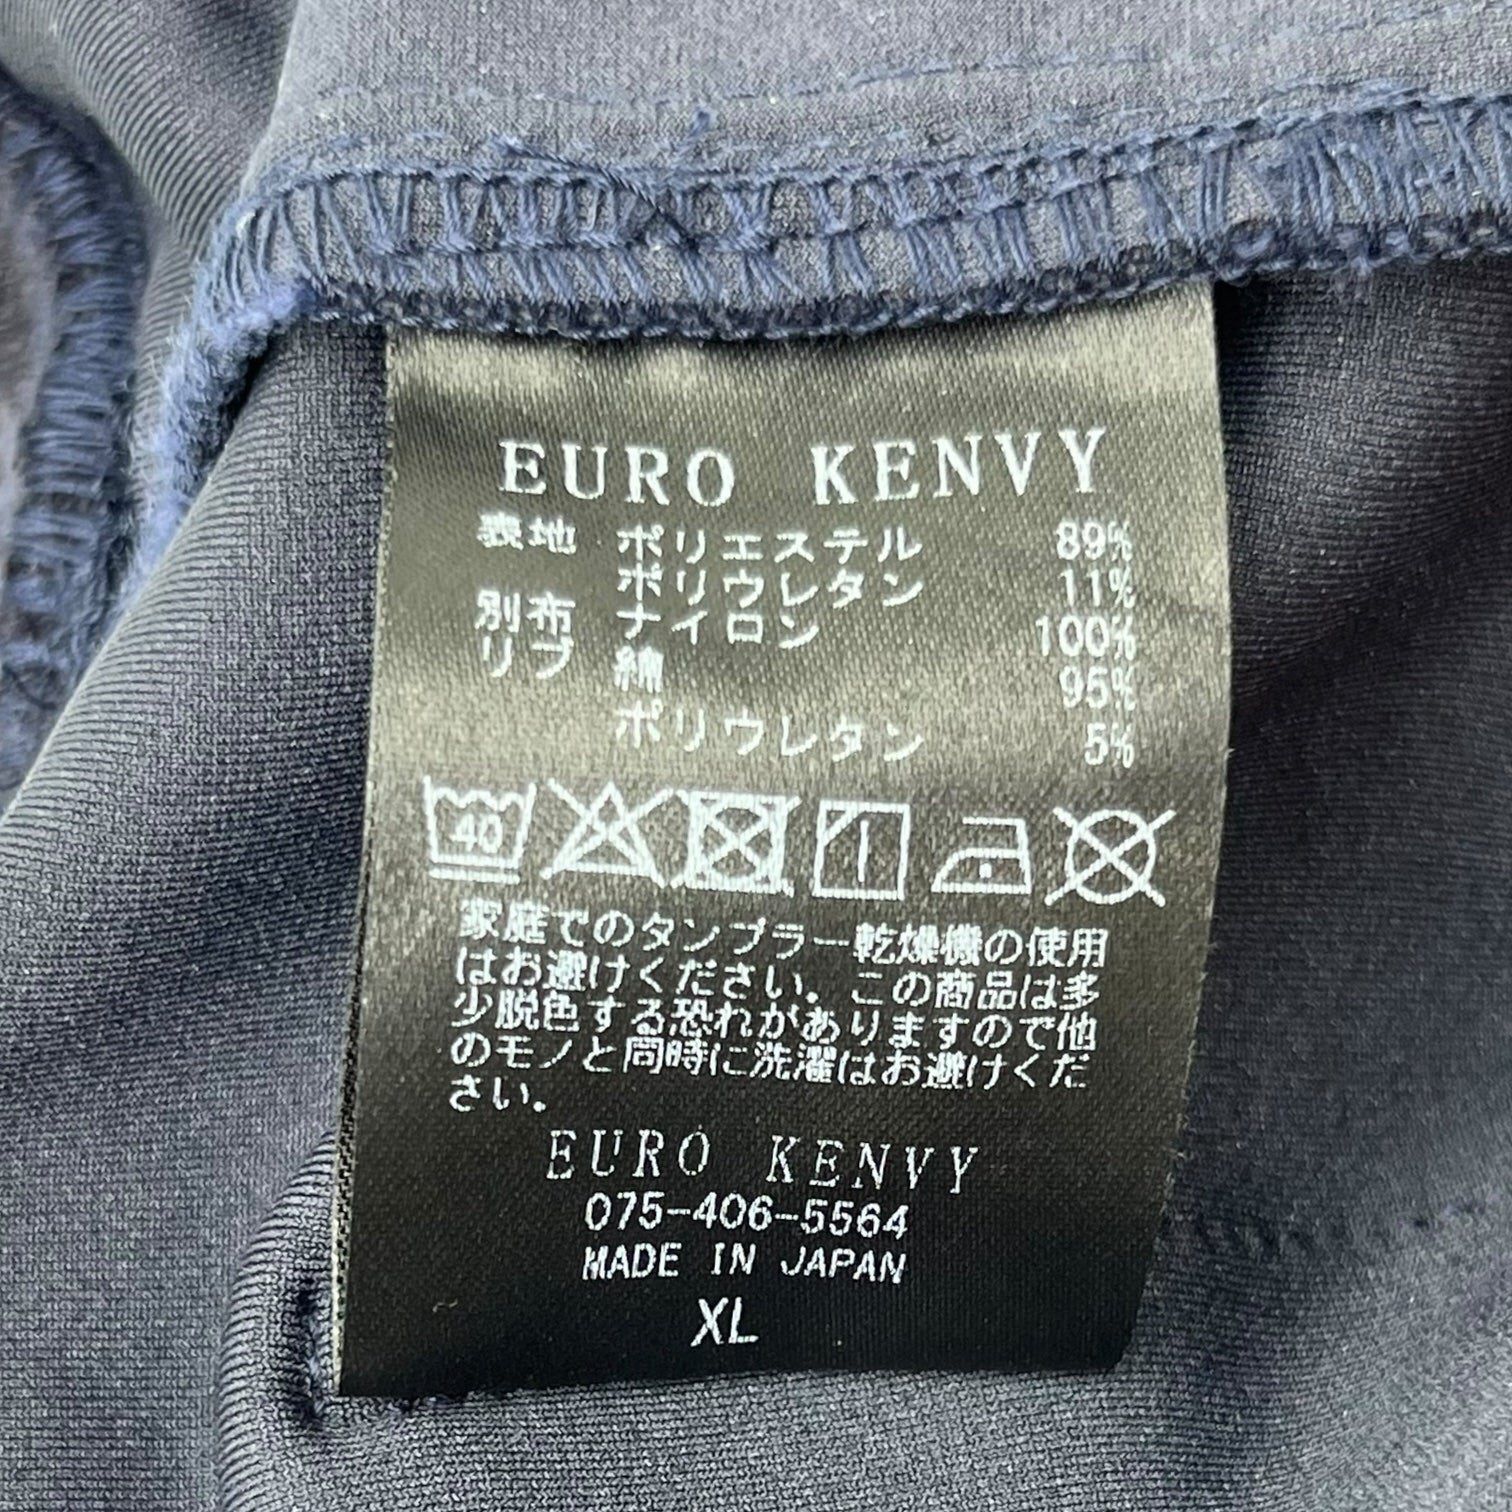 EURO KENVY
表地 ポリエステル 89%
ポリウレタン 11%
別布 ナイロン 100%
リブ 綿 95%
ポリウレタン 5%
40
家庭でのタンブラー乾燥機の使用
はお避けください。この商品は多
少脱色する恐れがありますので他
のモノと同時に洗濯はお避けくだ
さい。
EURO KENVY
075-406-5564
MADE IN JAPAN
XL